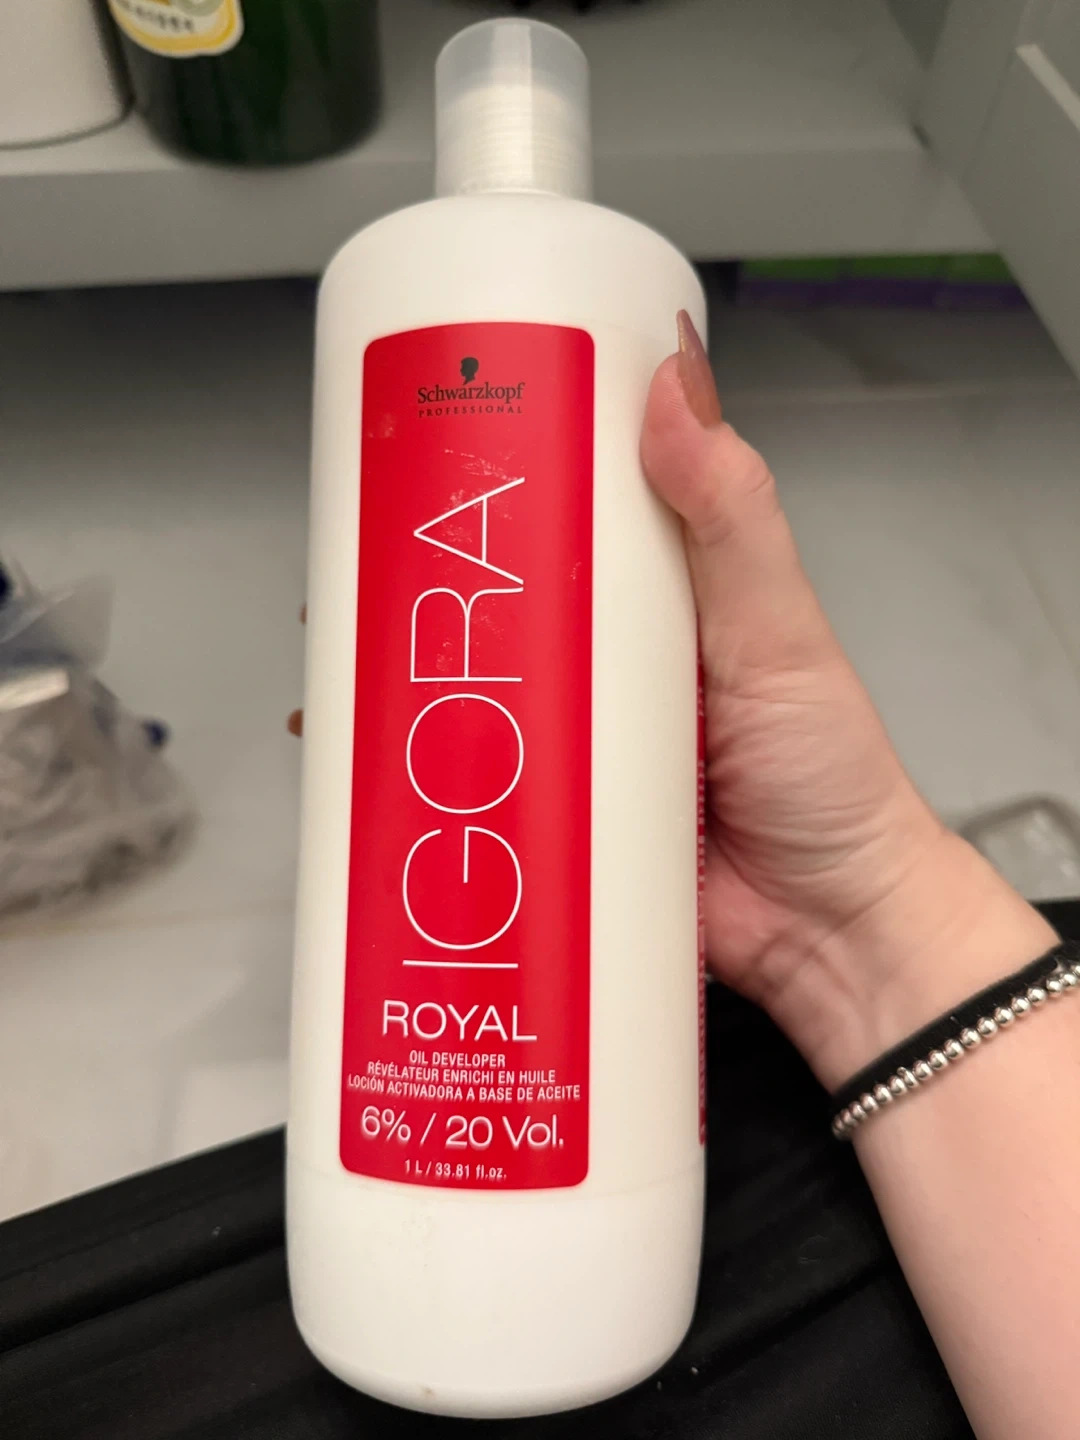 Schwarzkopf
PROFESSIONAL
IGORA
ROYAL
OIL DEVELOPER
RÉVÉLATEUR ENRICHI EN HUILE
LOCIÓN ACTIVADORA A BASE DE ACEITE
6% / 20 Vol.
1 L / 33.81 fl.oz.